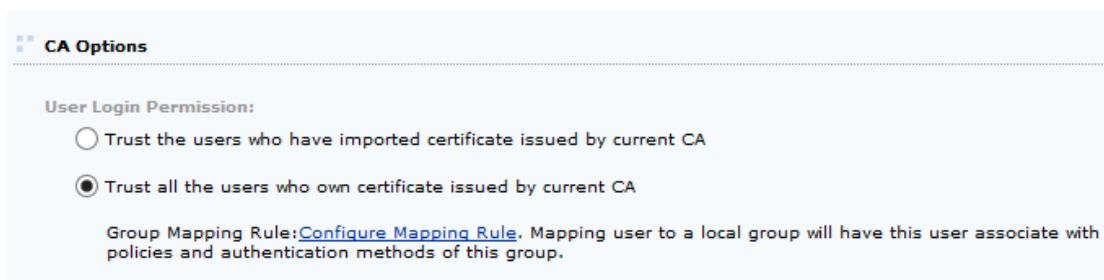 CA Options
User Login Permission:
Trust the users who have imported certificate issued by current CA
Trust all the users who own certificate issued by current CA
Group Mapping Rule:Configure Mapping Rule. Mapping user to a local group will have this user associate with
policies and authentication methods of this group.